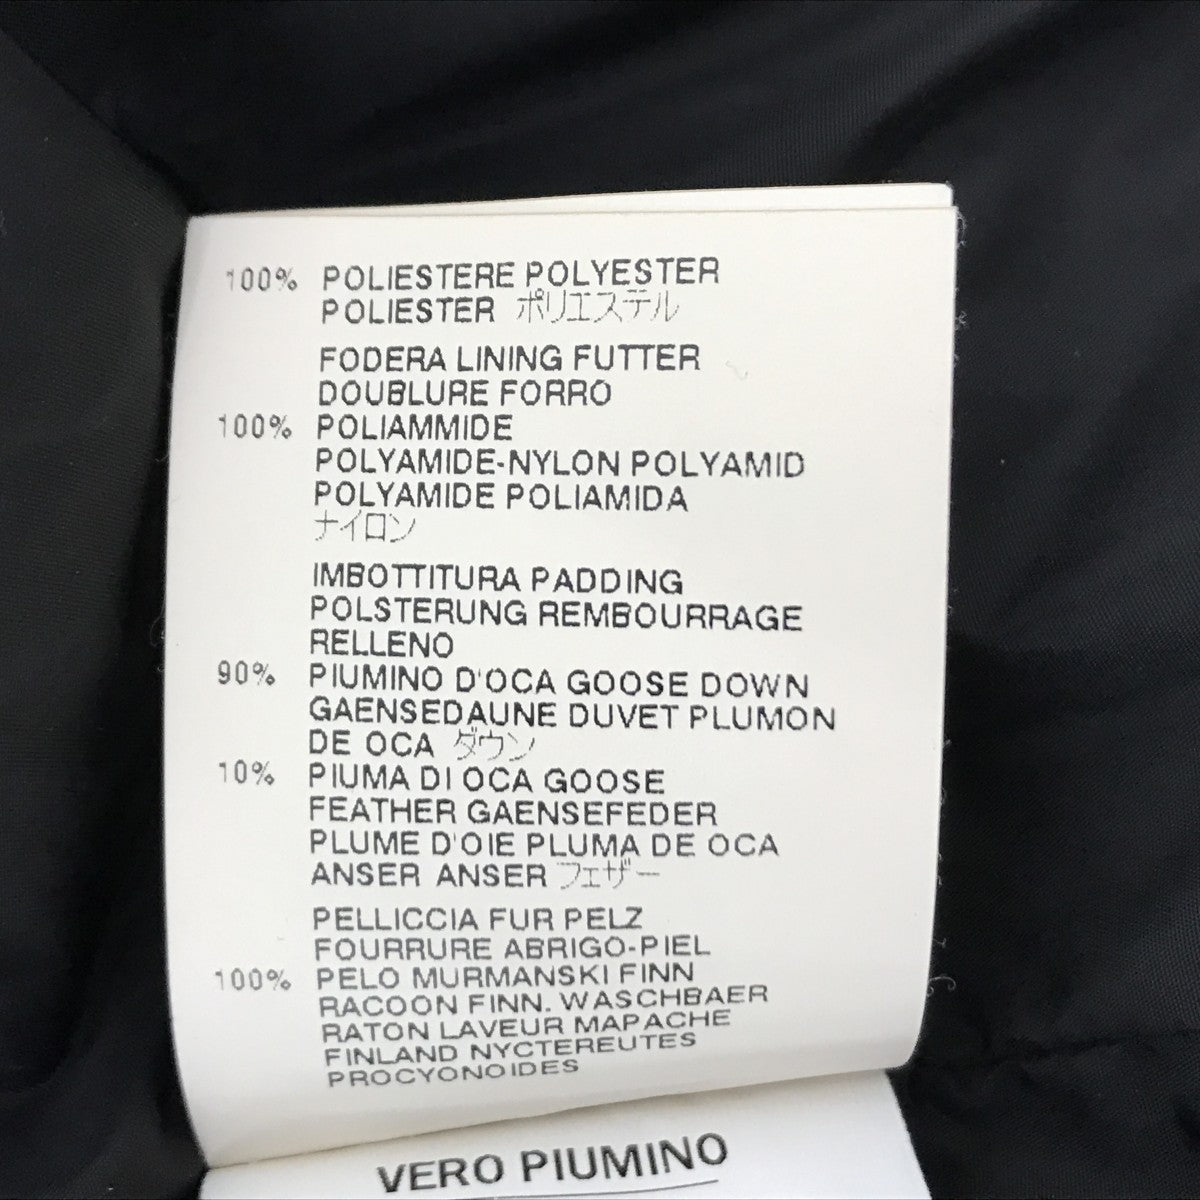 100% POLIESTERE POLYESTER
POLIESTER ポリエステル
FODERA LINING FUTTER
DOUBLURE FORRO
100% POLIAMMIDE
POLYAMIDE-NYLON POLYAMID
POLYAMIDE POLIAMIDA
ナイロン
IMBOTTITURA PADDING
POLSTERUNG REMBOURRAGE
RELLENO
90% PIUMINO D'OCA GOOSE DOWN
GAENSEDAUNE DUVET PLUMON
DE OCA ダウン
10% PIUMA DI OCA GOOSE
FEATHER GAENSEFEDER
PLUME D'OIE PLUMA DE OCA
ANSER ANSER フェザー
PELLICCIA FUR PELZ
FOURRURE ABRIGO-PIEL
100% PELO MURMANSKI FINN
RACOON FINN. WASCHBAER
RATON LAVEUR MAPACHE
FINLAND NYCTEREUTES
PROCYONOIDES
VERO PIUMINO